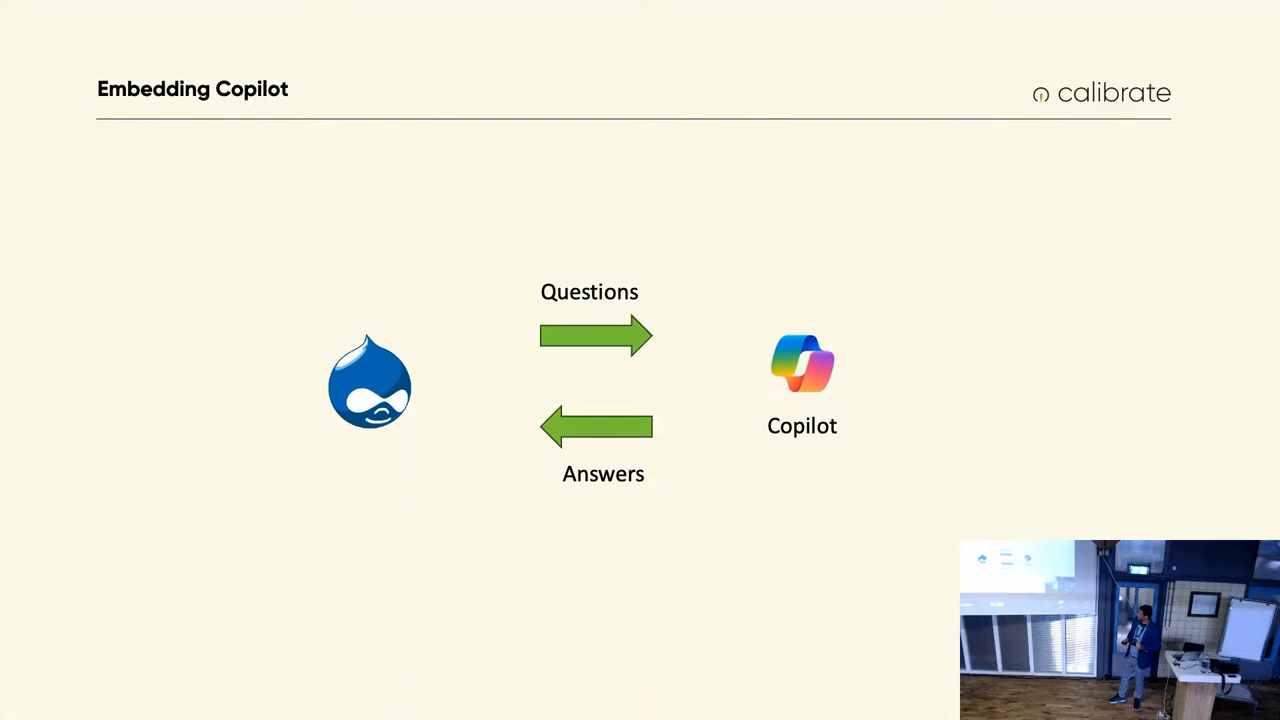 Embedding Copilot
calibrate
Questions
Copilot
Answers